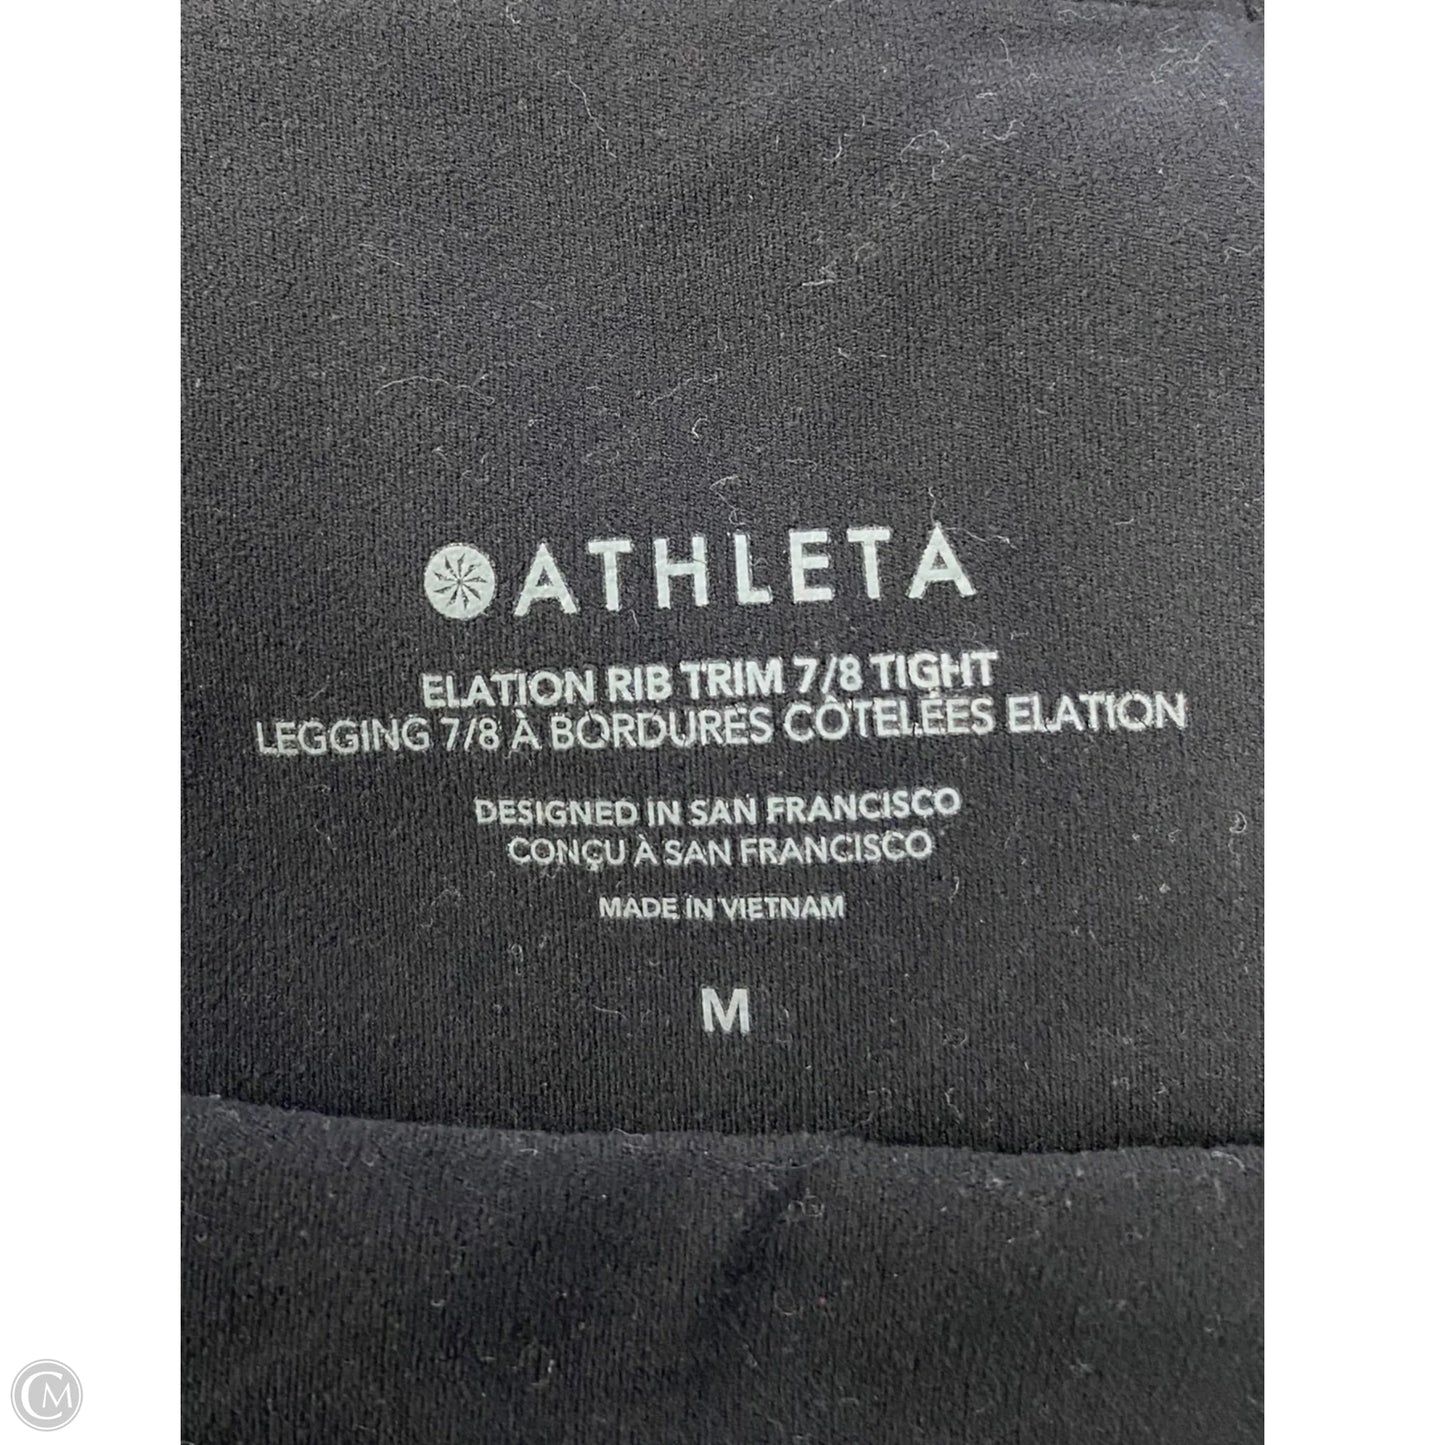 ATHLETA
ELATION RIB TRIM 7/8 TIGHT
LEGGING 7/8 À BORDURES CÔTELÉES ELATION
DESIGNED IN SAN FRANCISCO
CONÇU À SAN FRANCISCO
MADE IN VIETNAM
M
CM